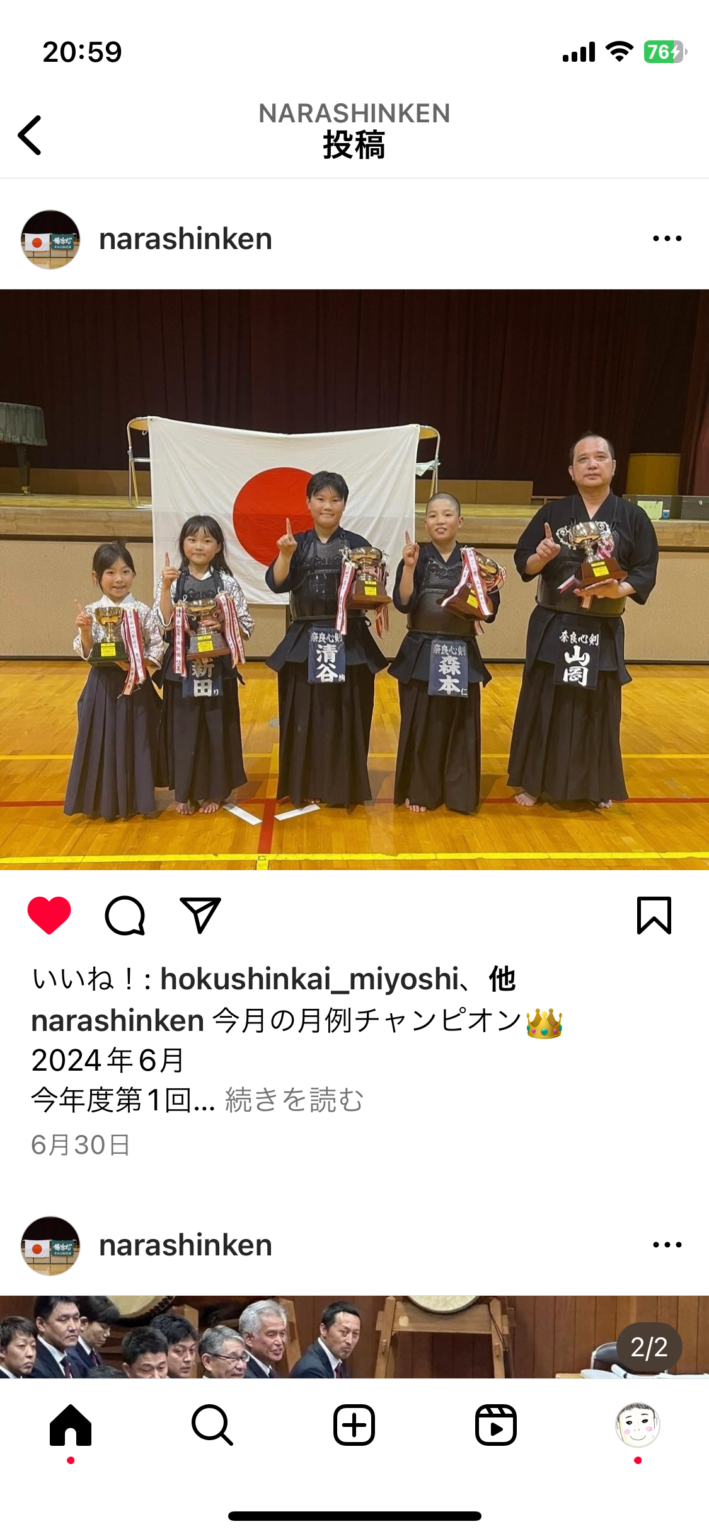 20:59
76
NARASHINKEN
投稿
narashinken
奈良心剣
清谷
奈良心剣
森本
仁
奈良心剣
山岡
新田
り
いいね！: hokushinkai_miyoshi、他
narashinken 今月の月例チャンピオン👑
2024年6月
今年度第1回... 続きを読む
6月30日
narashinken
2/2